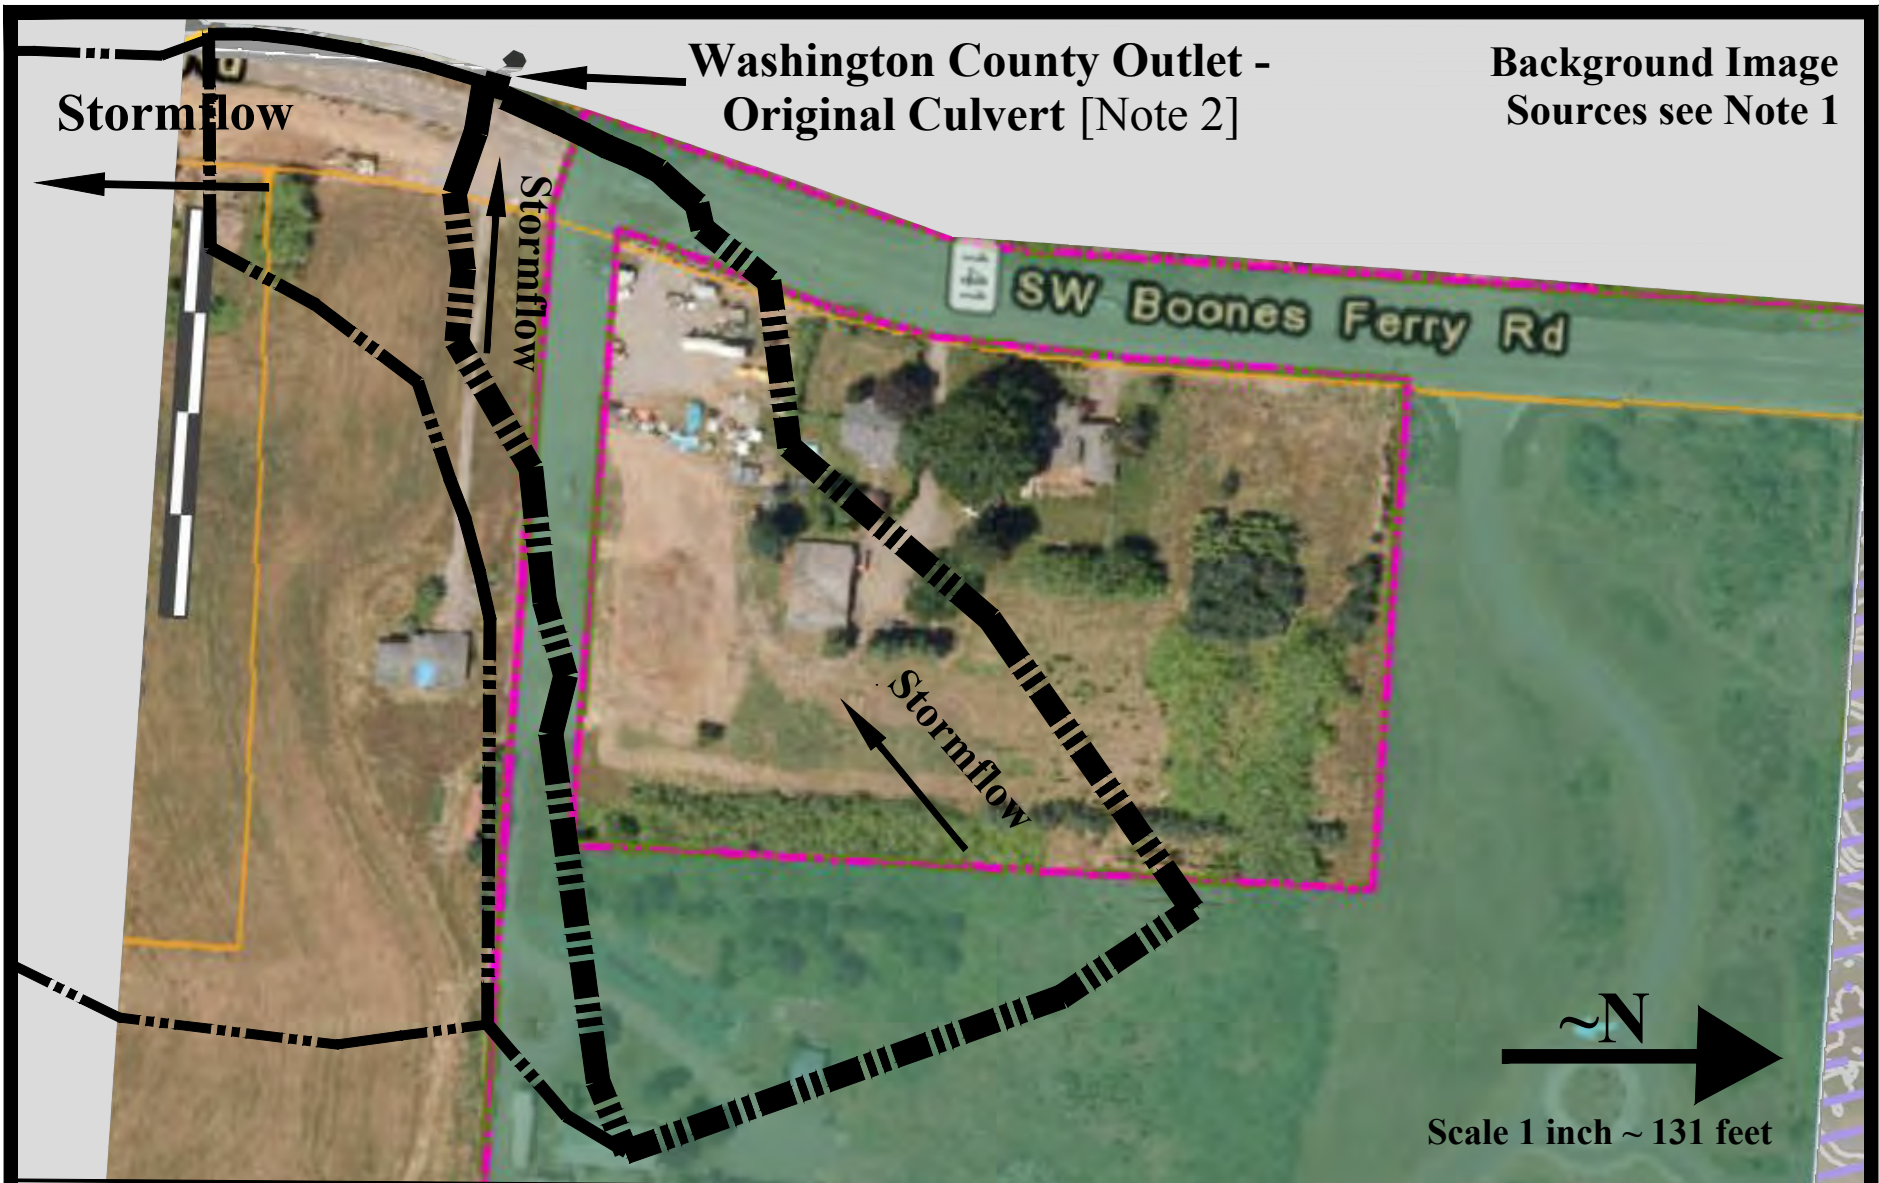 Washington County Outlet -
Original Culvert [Note 2]
Background Image
Sources see Note 1
Stormflow
Stormflow
SW Boones Ferry Rd
Stormflow
~N
Scale 1 inch ~ 131 feet